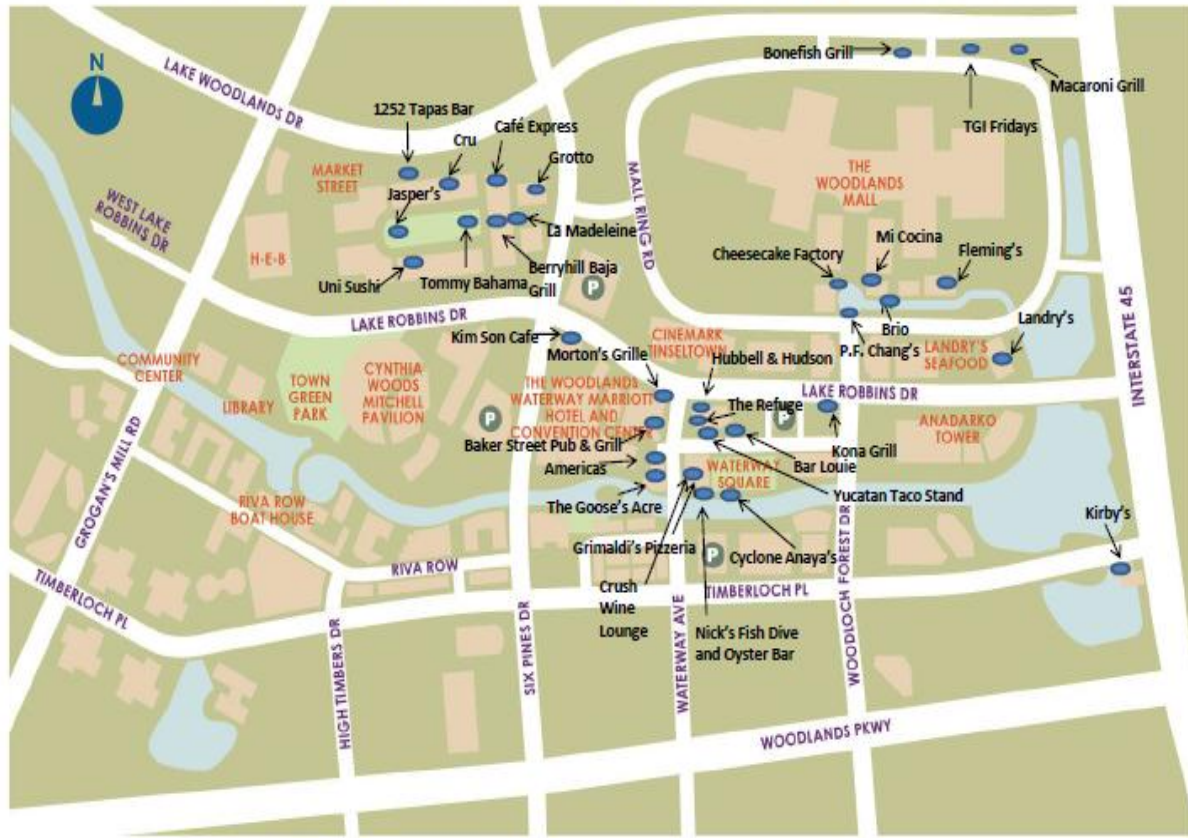 N
LAKE WOODLANDS DR
Bonefish Grill
Macaroni Grill
TGI Fridays
1252 Tapas Bar
Café Express
Cru
Grotto
MARKET
STREET
Jasper's
MALL RING RD
THE
WOODLANDS
MALL
WEST LAKE
ROBBINS DR
H-E-B
La Madeleine
Uni Sushi
Tommy Bahama
Berryhill Baja
Grill
P
Mi Cocina
Cheesecake Factory
Fleming's
Brio
P.F. Chang's
Landry's
LANDRY'S
SEAFOOD
INTERSTATE 45
LAKE ROBBINS DR
Kim Son Cafe
CINEMARK
TINSELTOWN
Morton's Grille
Hubbell & Hudson
LAKE ROBBINS DR
COMMUNITY
CENTER
TOWN
GREEN
PARK
CYNTHIA
WOODS
MITCHELL
PAVILION
LIBRARY
THE WOODLANDS
WATERWAY MARRIOTT
HOTEL AND
CONVENTION CENTER
P
The Refuge
P
ANADARKO
TOWER
Baker Street Pub & Grill
Kona Grill
Bar Louie
Americas
WATERWAY
SQUARE
Yucatan Taco Stand
The Goose's Acre
GROGAN'S MILL RD
RIVA ROW
BOAT HOUSE
Kirby's
Grimaldi's Pizzeria
P
Cyclone Anaya's
RIVA ROW
Crush
Wine
Lounge
TIMBERLOCH PL
TIMBERLOCH PL
Nick's Fish Dive
and Oyster Bar
HIGH TIMBERS DR
SIX PINES DR
WATERWAY AVE
WOODLOCH FOREST DR
WOODLANDS PKWY